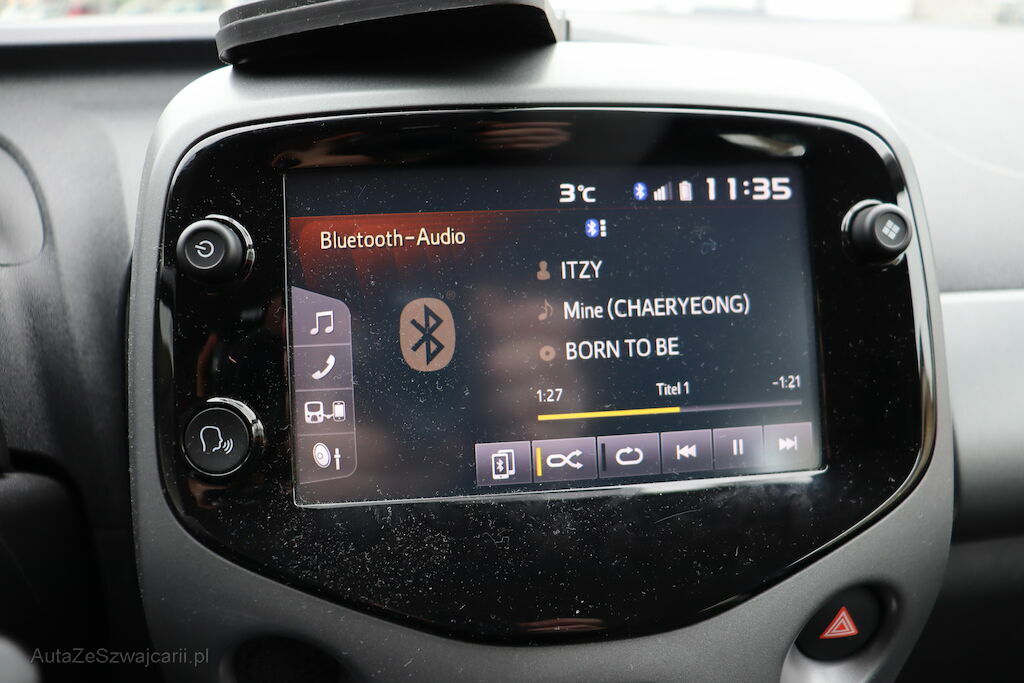 3°C 11:35
Bluetooth-Audio
ITZY
Mine (CHAERYEONG)
BORN TO BE
1:27 Titel 1 -1:21
AutaZeSzwajcarii.pl